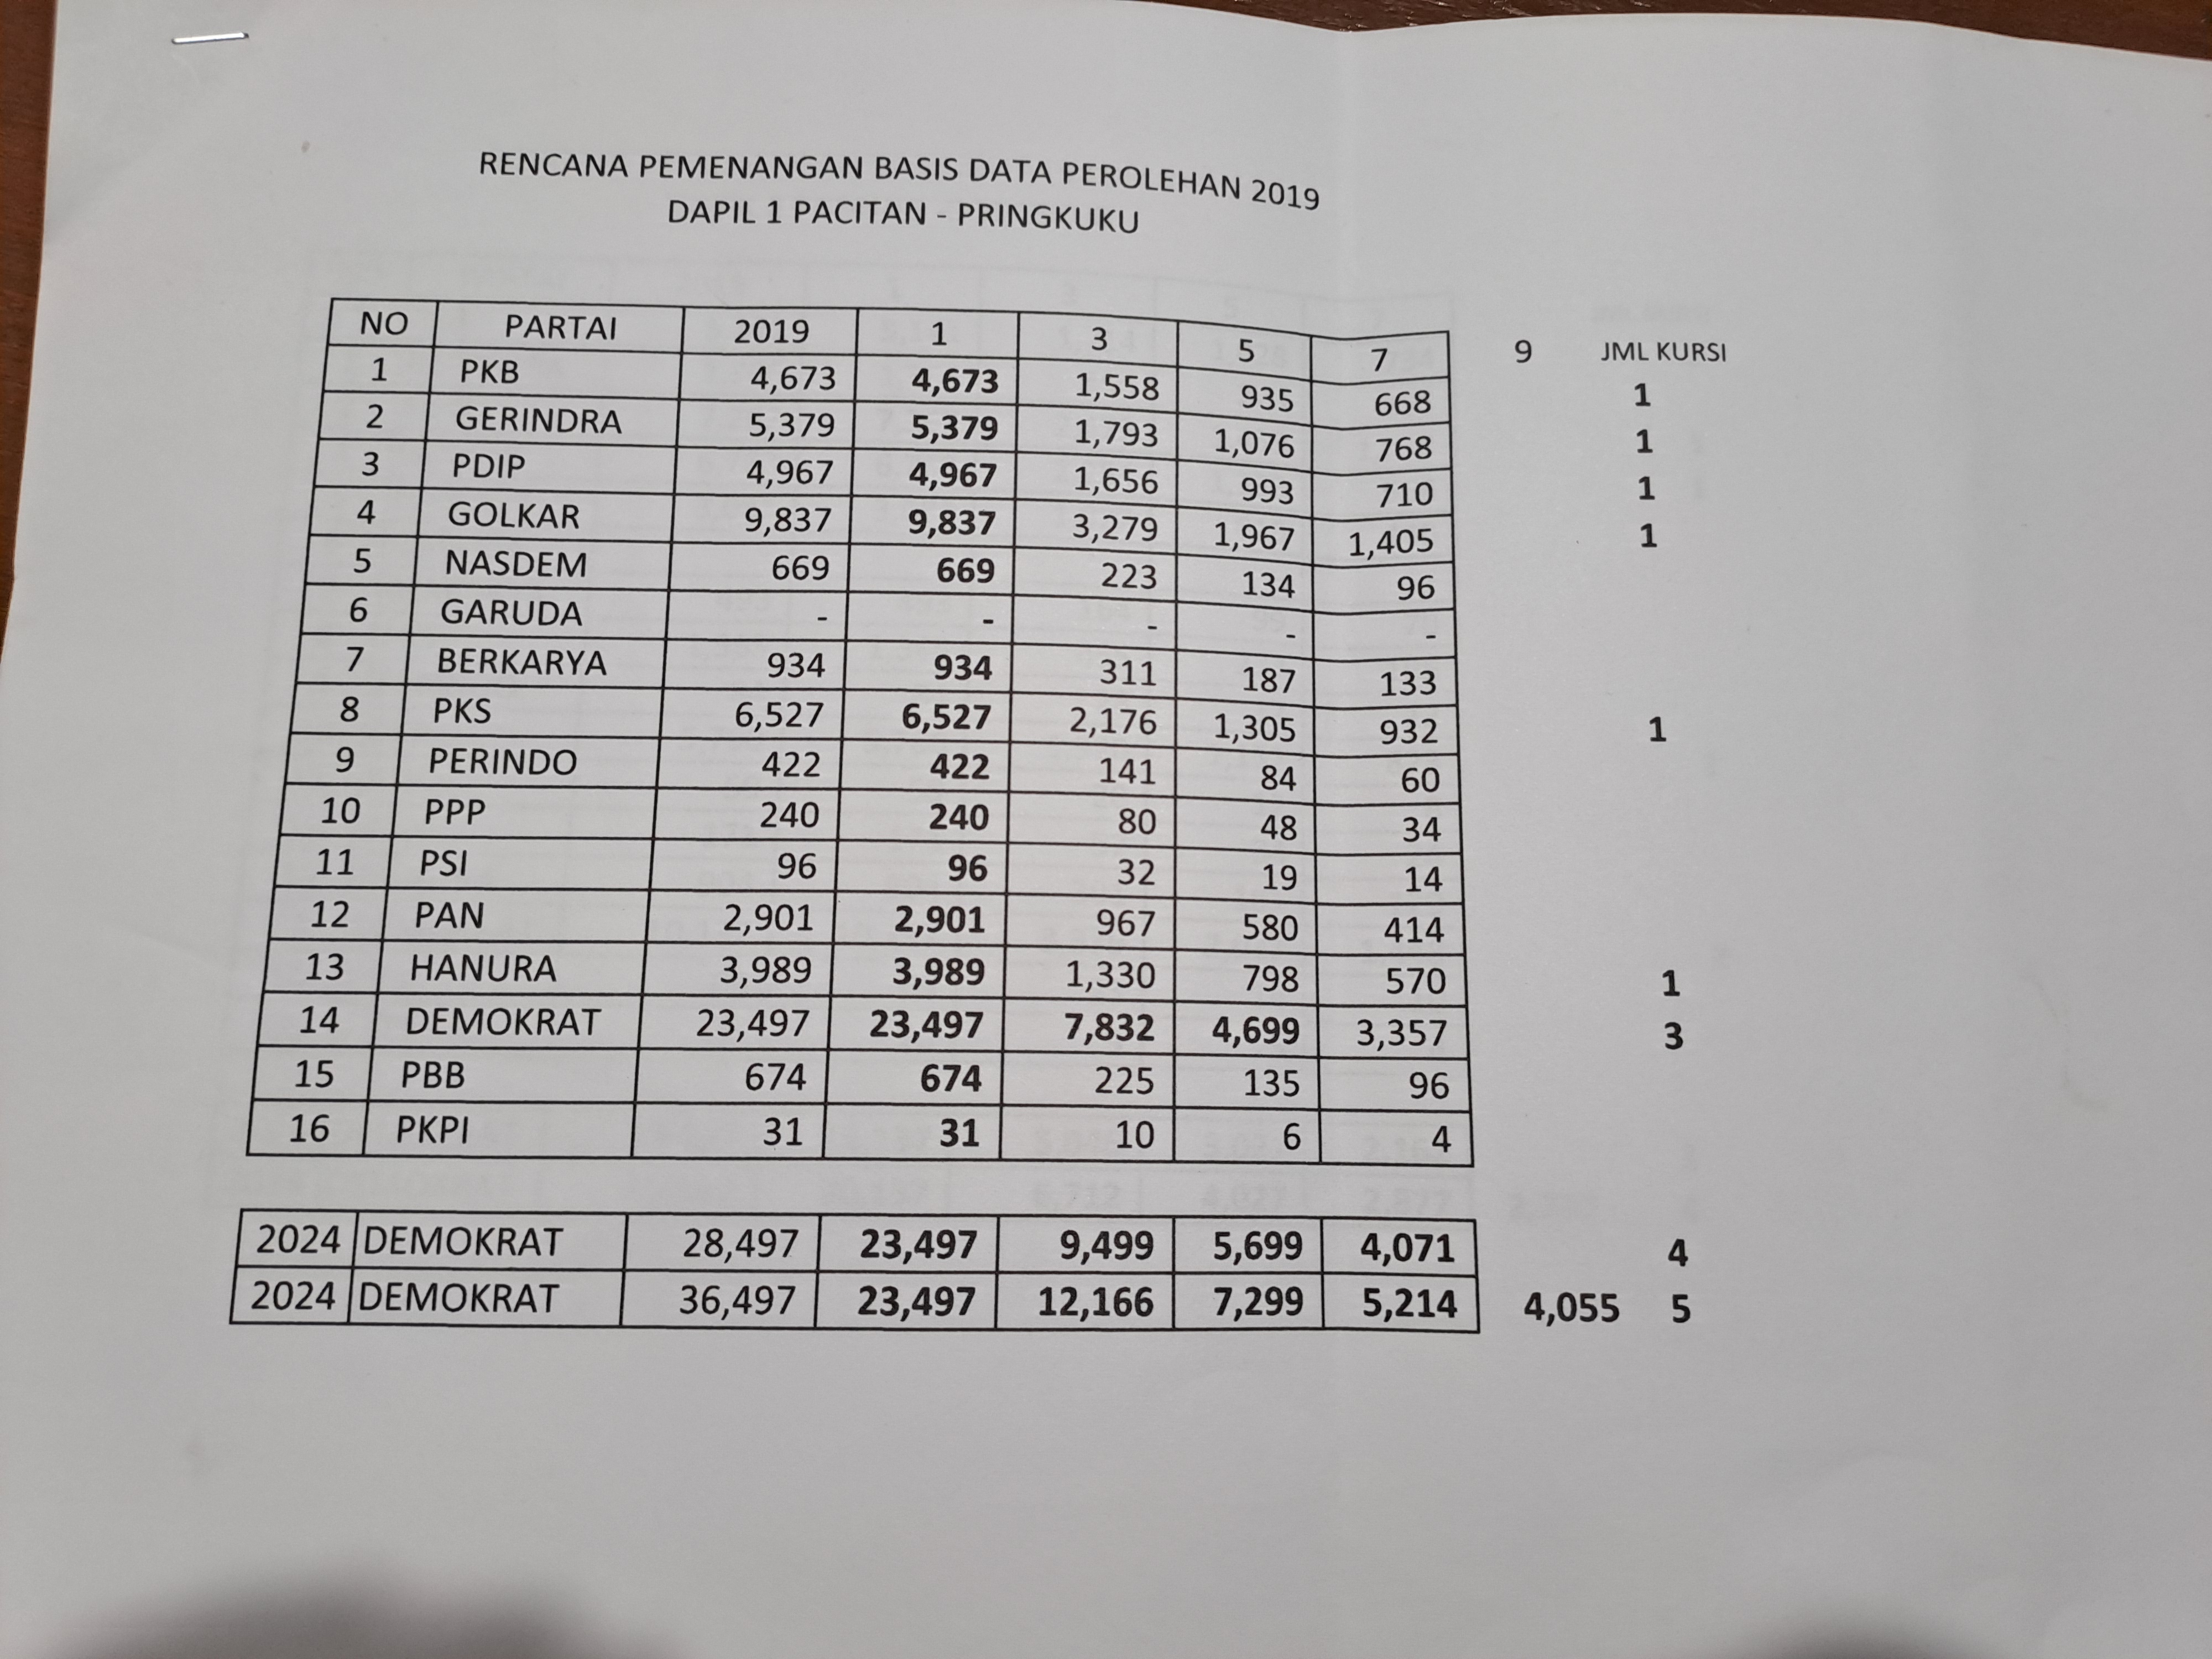 RENCANA PEMENANGAN BASIS DATA PEROLEHAN 2019
DAPIL 1 PACITAN - PRINGKUKU
NO PARTAI 2019 1 3 5 7 9 JML KURSI
1 PKB 4,673 4,673 1,558 935 668 1
2 GERINDRA 5,379 5,379 1,793 1,076 768 1
3 PDIP 4,967 4,967 1,656 993 710 1
4 GOLKAR 9,837 9,837 3,279 1,967 1,405 1
5 NASDEM 669 669 223 134 96
6 GARUDA - - - - -
7 BERKARYA 934 934 311 187 133
8 PKS 6,527 6,527 2,176 1,305 932 1
9 PERINDO 422 422 141 84 60
10 PPP 240 240 80 48 34
11 PSI 96 96 32 19 14
12 PAN 2,901 2,901 967 580 414
13 HANURA 3,989 3,989 1,330 798 570 1
14 DEMOKRAT 23,497 23,497 7,832 4,699 3,357 3
15 PBB 674 674 225 135 96
16 PKPI 31 31 10 6 4
2024 DEMOKRAT 28,497 23,497 9,499 5,699 4,071 4
2024 DEMOKRAT 36,497 23,497 12,166 7,299 5,214 4,055 5